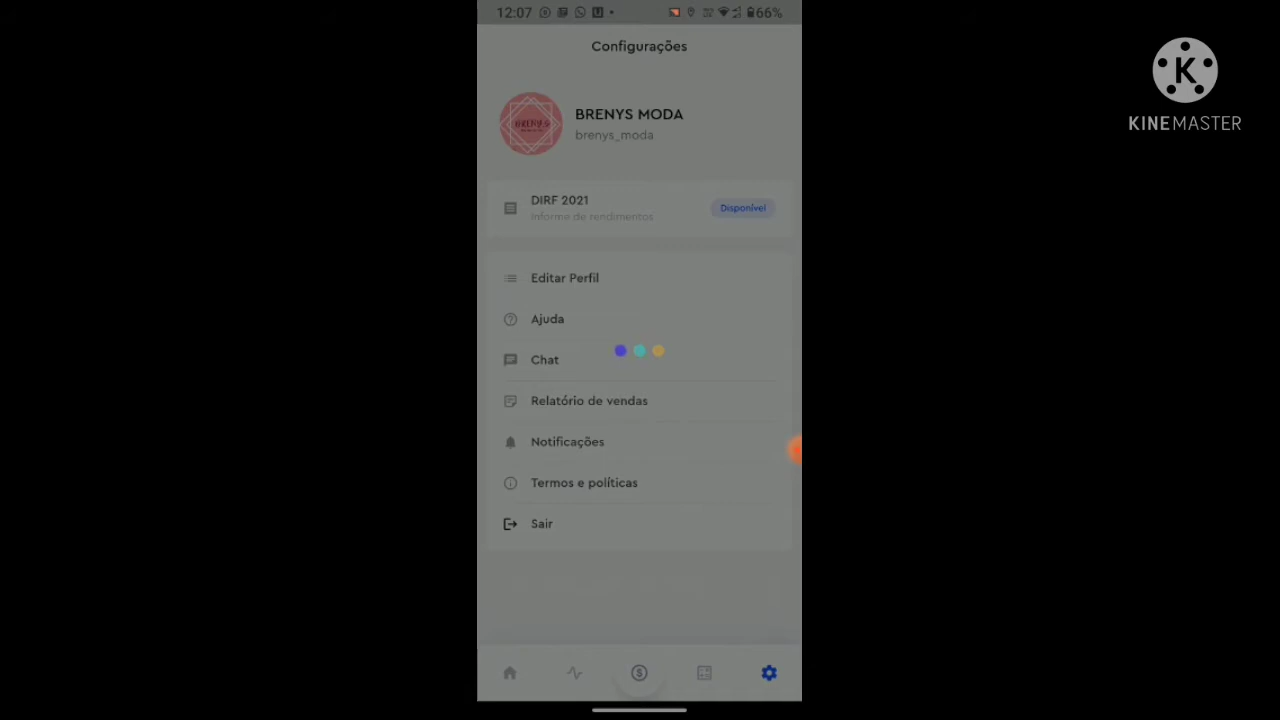 12:07
66%
Configurações
BRENYS MODA
brenys_moda
BRENYS
DIRF 2021
Informe de rendimentos
Disponível
Editar Perfil
Ajuda
Chat
Relatório de vendas
Notificações
Termos e políticas
Sair
K
KINEMASTER